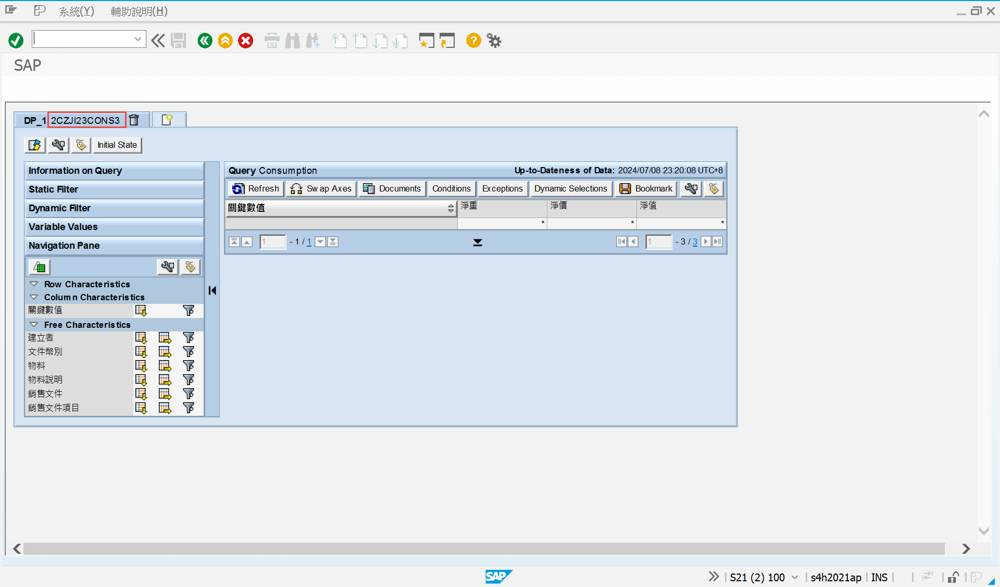 系統(Y) 輔助說明(H)
SAP
DP_1 2CZJI23CONS3
Initial State
Information on Query
Static Filter
Dynamic Filter
Variable Values
Navigation Pane
Row Characteristics
Column Characteristics
關鍵數值
Free Characteristics
建立者
文件幣別
物料
物料說明
銷售文件
銷售文件項目
Query Consumption Up-to-Dateness of Data: 2024/07/08 23:20:08 UTC+8
Refresh Swap Axes Documents Conditions Exceptions Dynamic Selections Bookmark
關鍵數值 淨重 淨價 淨值
* * *
1 - 1 / 1 1 - 3 / 3
SAP S21 (2) 100 s4h2021ap INS